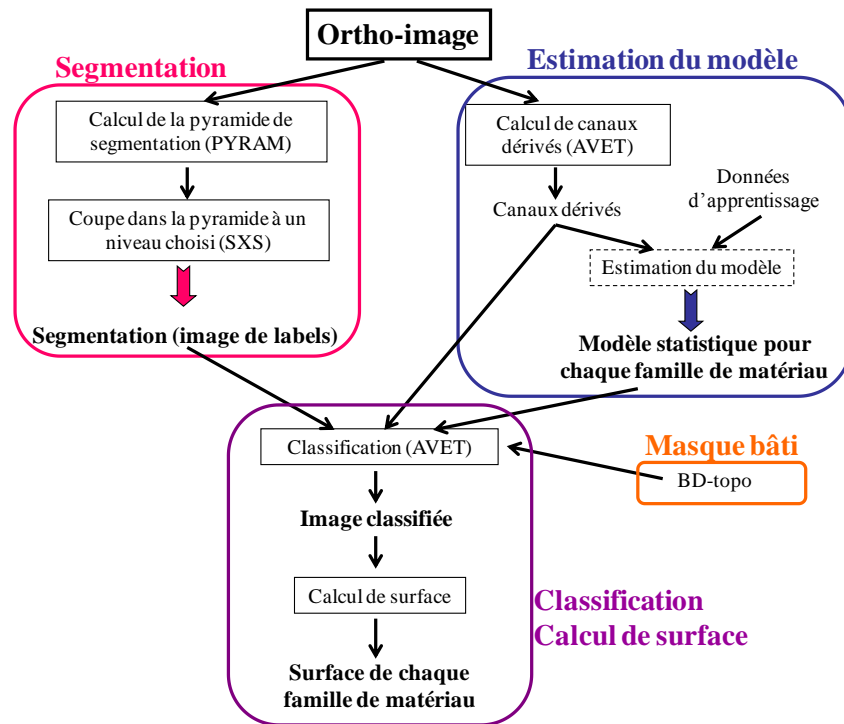 Ortho-image
Segmentation
Calcul de la pyramide de
segmentation (PYRAM)
Coupe dans la pyramide à un
niveau choisi (SXS)
Segmentation (image de labels)
Estimation du modèle
Calcul de canaux
dérivés (AVET)
Canaux dérivés
Données
d'apprentissage
Estimation du modèle
Modèle statistique pour
chaque famille de matériau
Masque bâti
BD-topo
Classification (AVET)
Image classifiée
Calcul de surface
Surface de chaque
famille de matériau
Classification
Calcul de surface